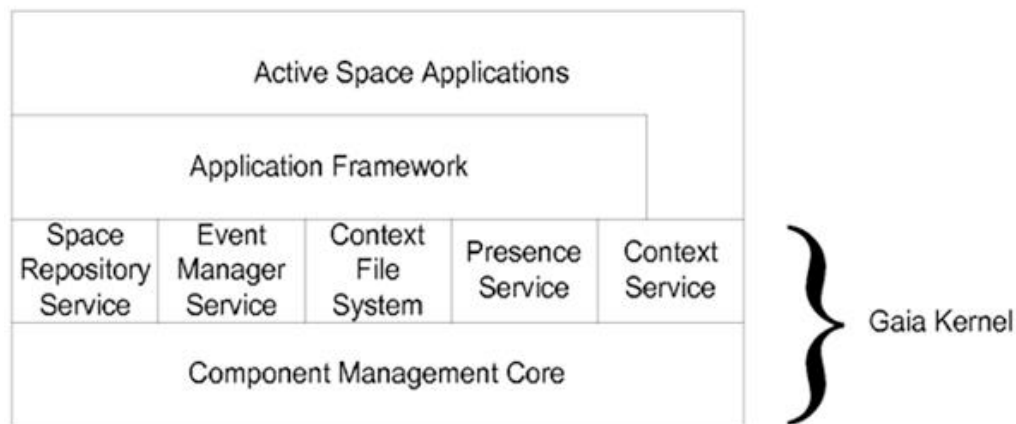 Active Space Applications
Application Framework
Space
Repository
Service
Event
Manager
Service
Context
File
System
Presence
Service
Context
Service
Gaia Kernel
Component Management Core